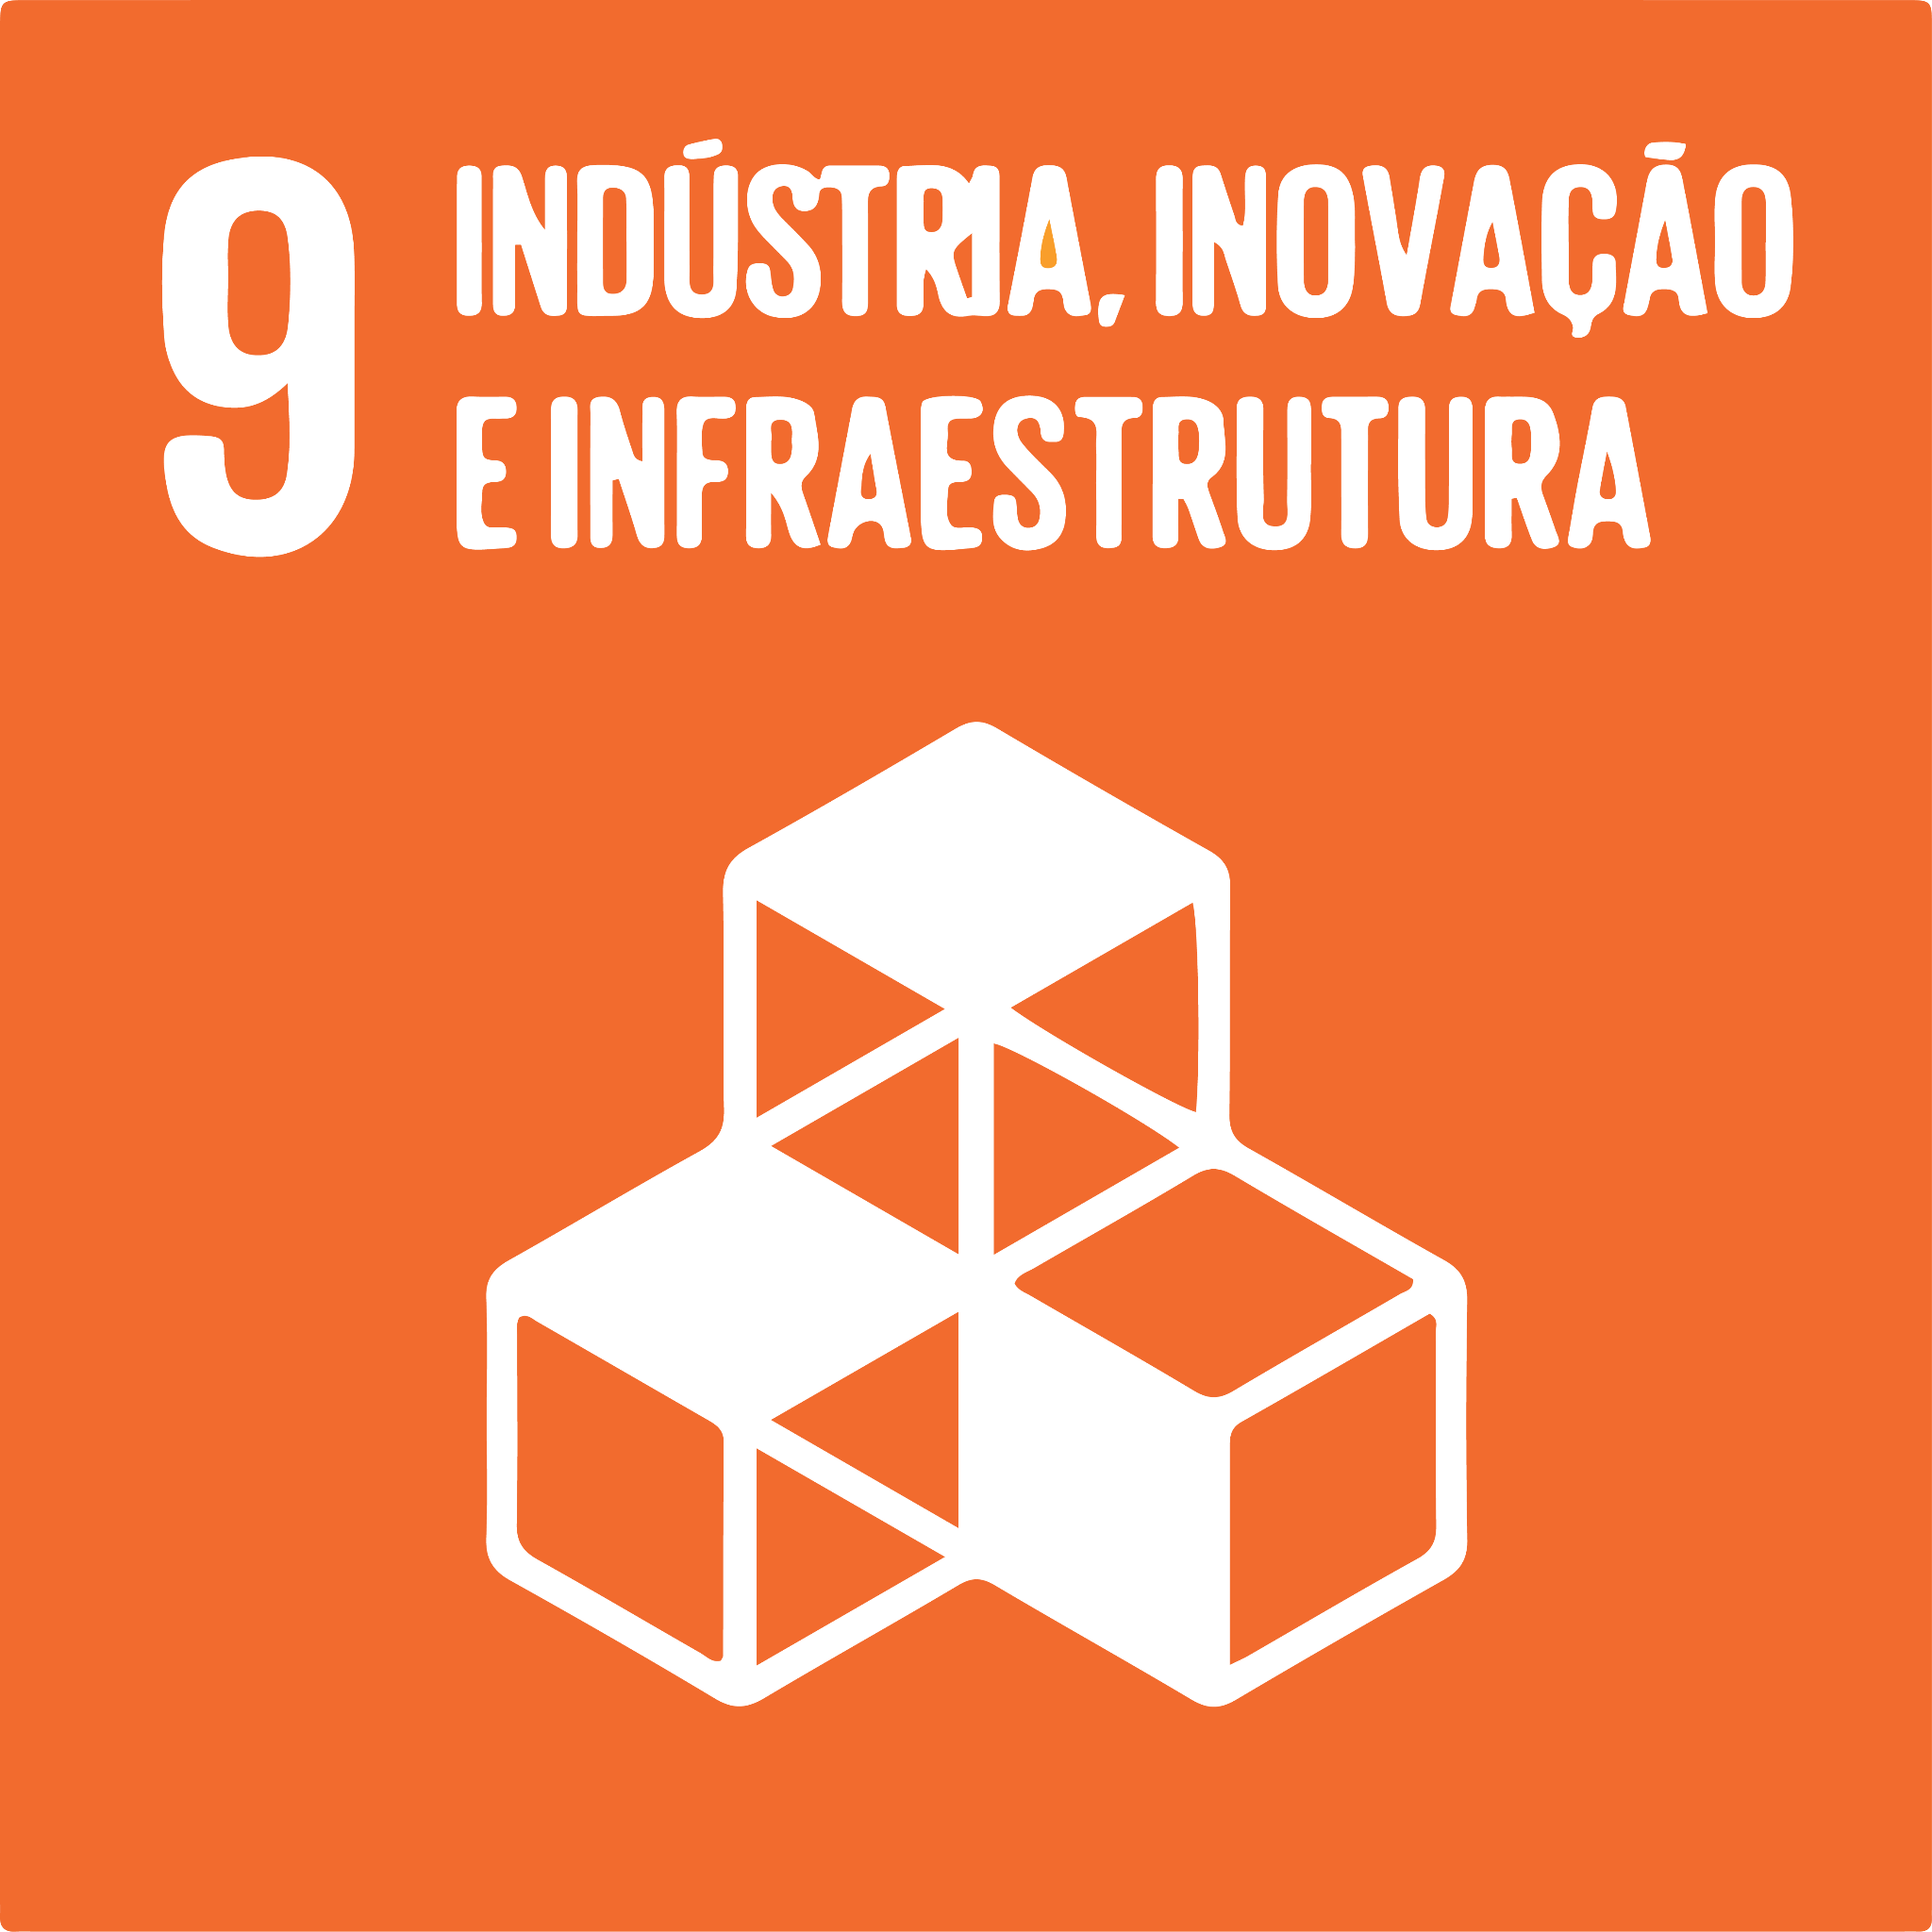 9
INDÚSTRIA, INOVAÇÃO
E INFRAESTRUTURA